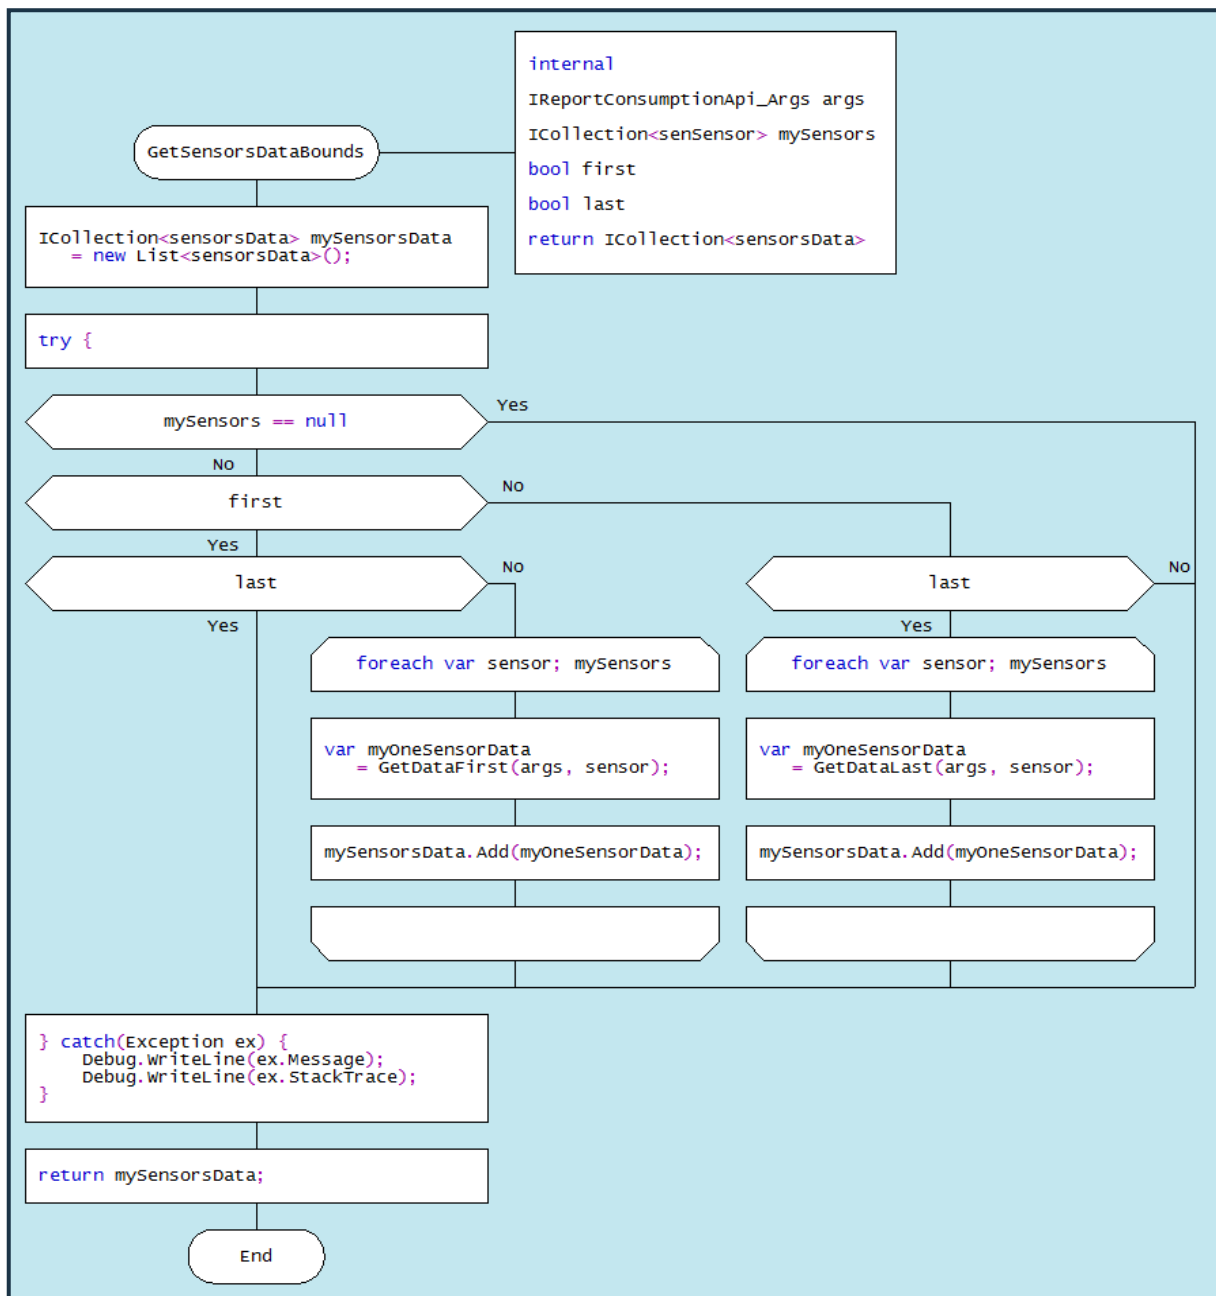 GetSensorsDataBounds
internal
IReportConsumptionApi_Args args
ICollection<senSensor> mySensors
bool first
bool last
return ICollection<sensorsData>
ICollection<sensorsData> mySensorsData
= new List<sensorsData>();
try {
mySensors == null
Yes
No
first
No
Yes
last
No
last
No
Yes
Yes
foreach var sensor; mySensors
foreach var sensor; mySensors
var myOneSensorData
= GetDataFirst(args, sensor);
var myOneSensorData
= GetDataLast(args, sensor);
mySensorsData.Add(myOneSensorData);
mySensorsData.Add(myOneSensorData);
} catch(Exception ex) {
Debug.WriteLine(ex.Message);
Debug.WriteLine(ex.StackTrace);
}
return mySensorsData;
End